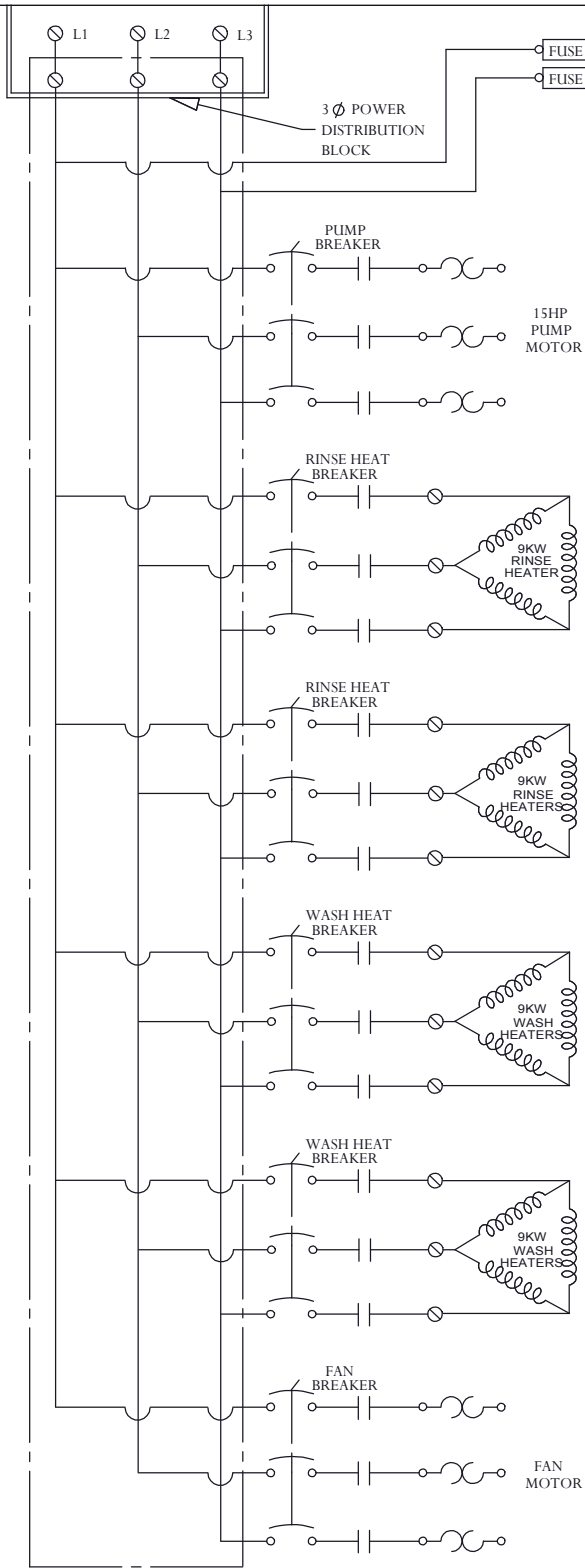 L1
L2
L3
FUSE
FUSE
3 Ø POWER
DISTRIBUTION
BLOCK
PUMP
BREAKER
15HP
PUMP
MOTOR
RINSE HEAT
BREAKER
9KW
RINSE
HEATER
RINSE HEAT
BREAKER
9KW
RINSE
HEATERS
WASH HEAT
BREAKER
9KW
WASH
HEATERS
WASH HEAT
BREAKER
9KW
WASH
HEATERS
FAN
BREAKER
FAN
MOTOR